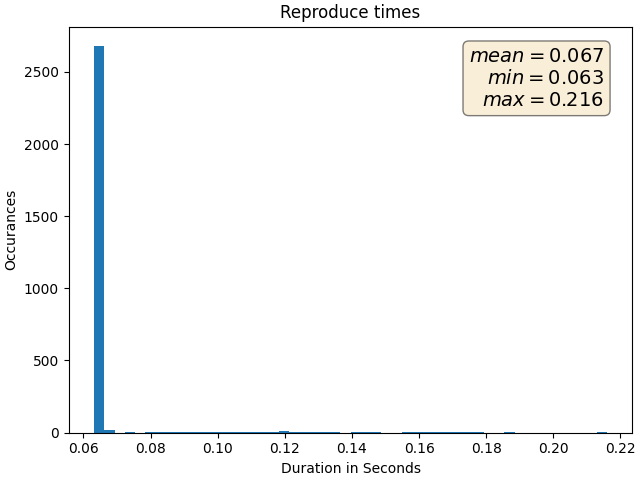 Reproduce times
mean = 0.067
min = 0.063
max = 0.216
2500
2000
1500
1000
500
0
Occurances
0.06 0.08 0.10 0.12 0.14 0.16 0.18 0.20 0.22
Duration in Seconds